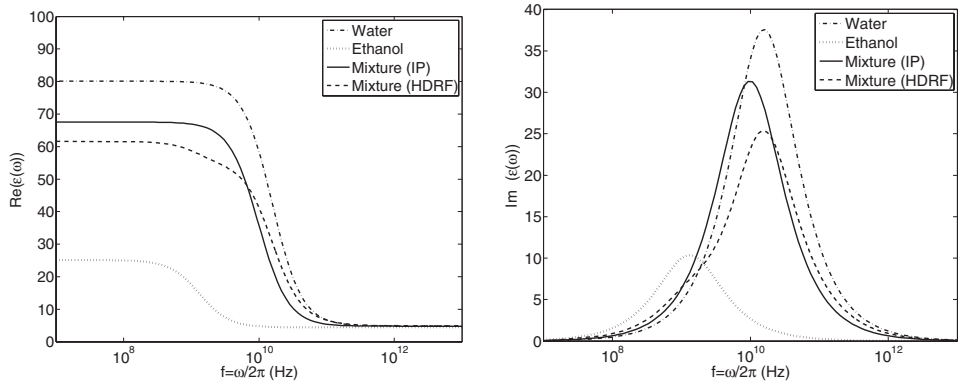 100
90
80
70
60
50
40
30
20
10
0
Re(ε(ω))
10^8
10^10
10^12
f=ω/2π (Hz)
Water
Ethanol
Mixture (IP)
Mixture (HDRF)
40
35
30
25
20
15
10
5
0
Im (ε(ω))
10^8
10^10
10^12
f=ω/2π (Hz)
Water
Ethanol
Mixture (IP)
Mixture (HDRF)